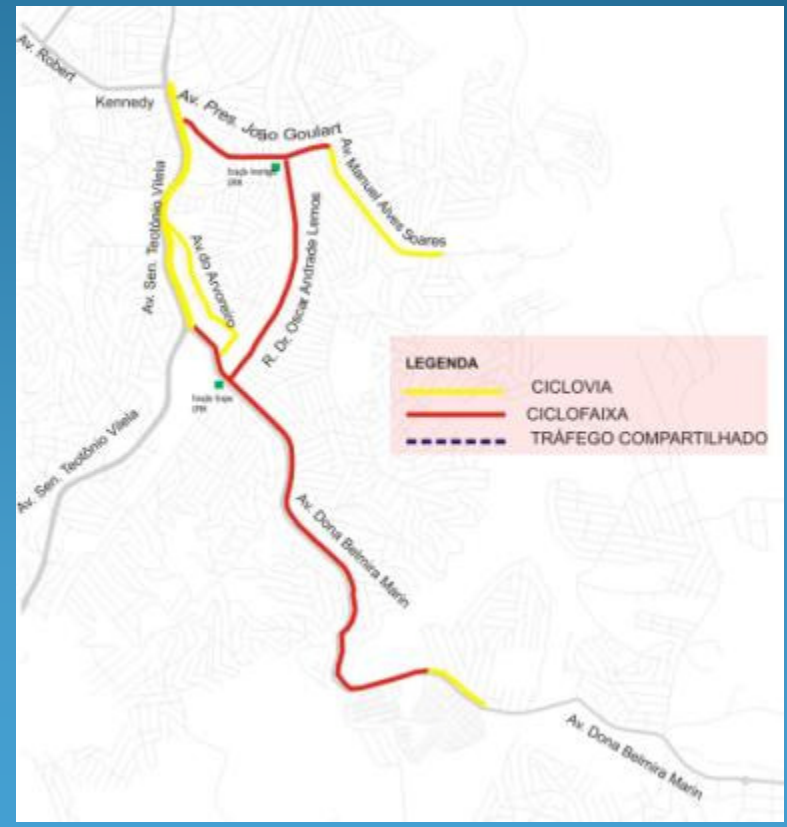 Av. Robert
Kennedy
Av. Pres. João Goulart
Av. Manuel Alves Soares
Av. Sen. Teotônio Vilela
Av do Arvoreiro
R. Dr. Oscar Andrade Lemos
LEGENDA
CICLOVIA
CICLOFAIXA
TRÁFEGO COMPARTILHADO
Av. Sen. Teotônio Vilela
Av. Dona Belmira Marin
Av. Dona Belmira Marin